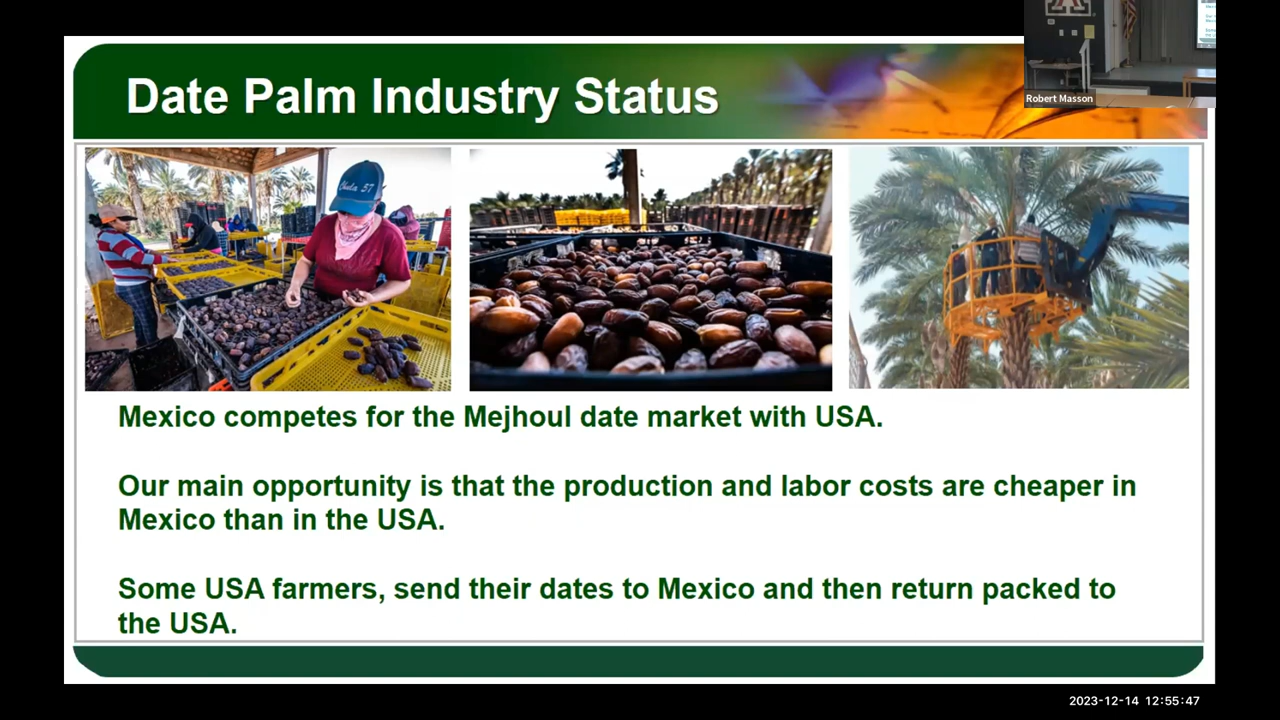 Date Palm Industry Status
Robert Masson
Mexico competes for the Mejhoul date market with USA.
Our main opportunity is that the production and labor costs are cheaper in
Mexico than in the USA.
Some USA farmers, send their dates to Mexico and then return packed to
the USA.
2023-12-14 12:55:47